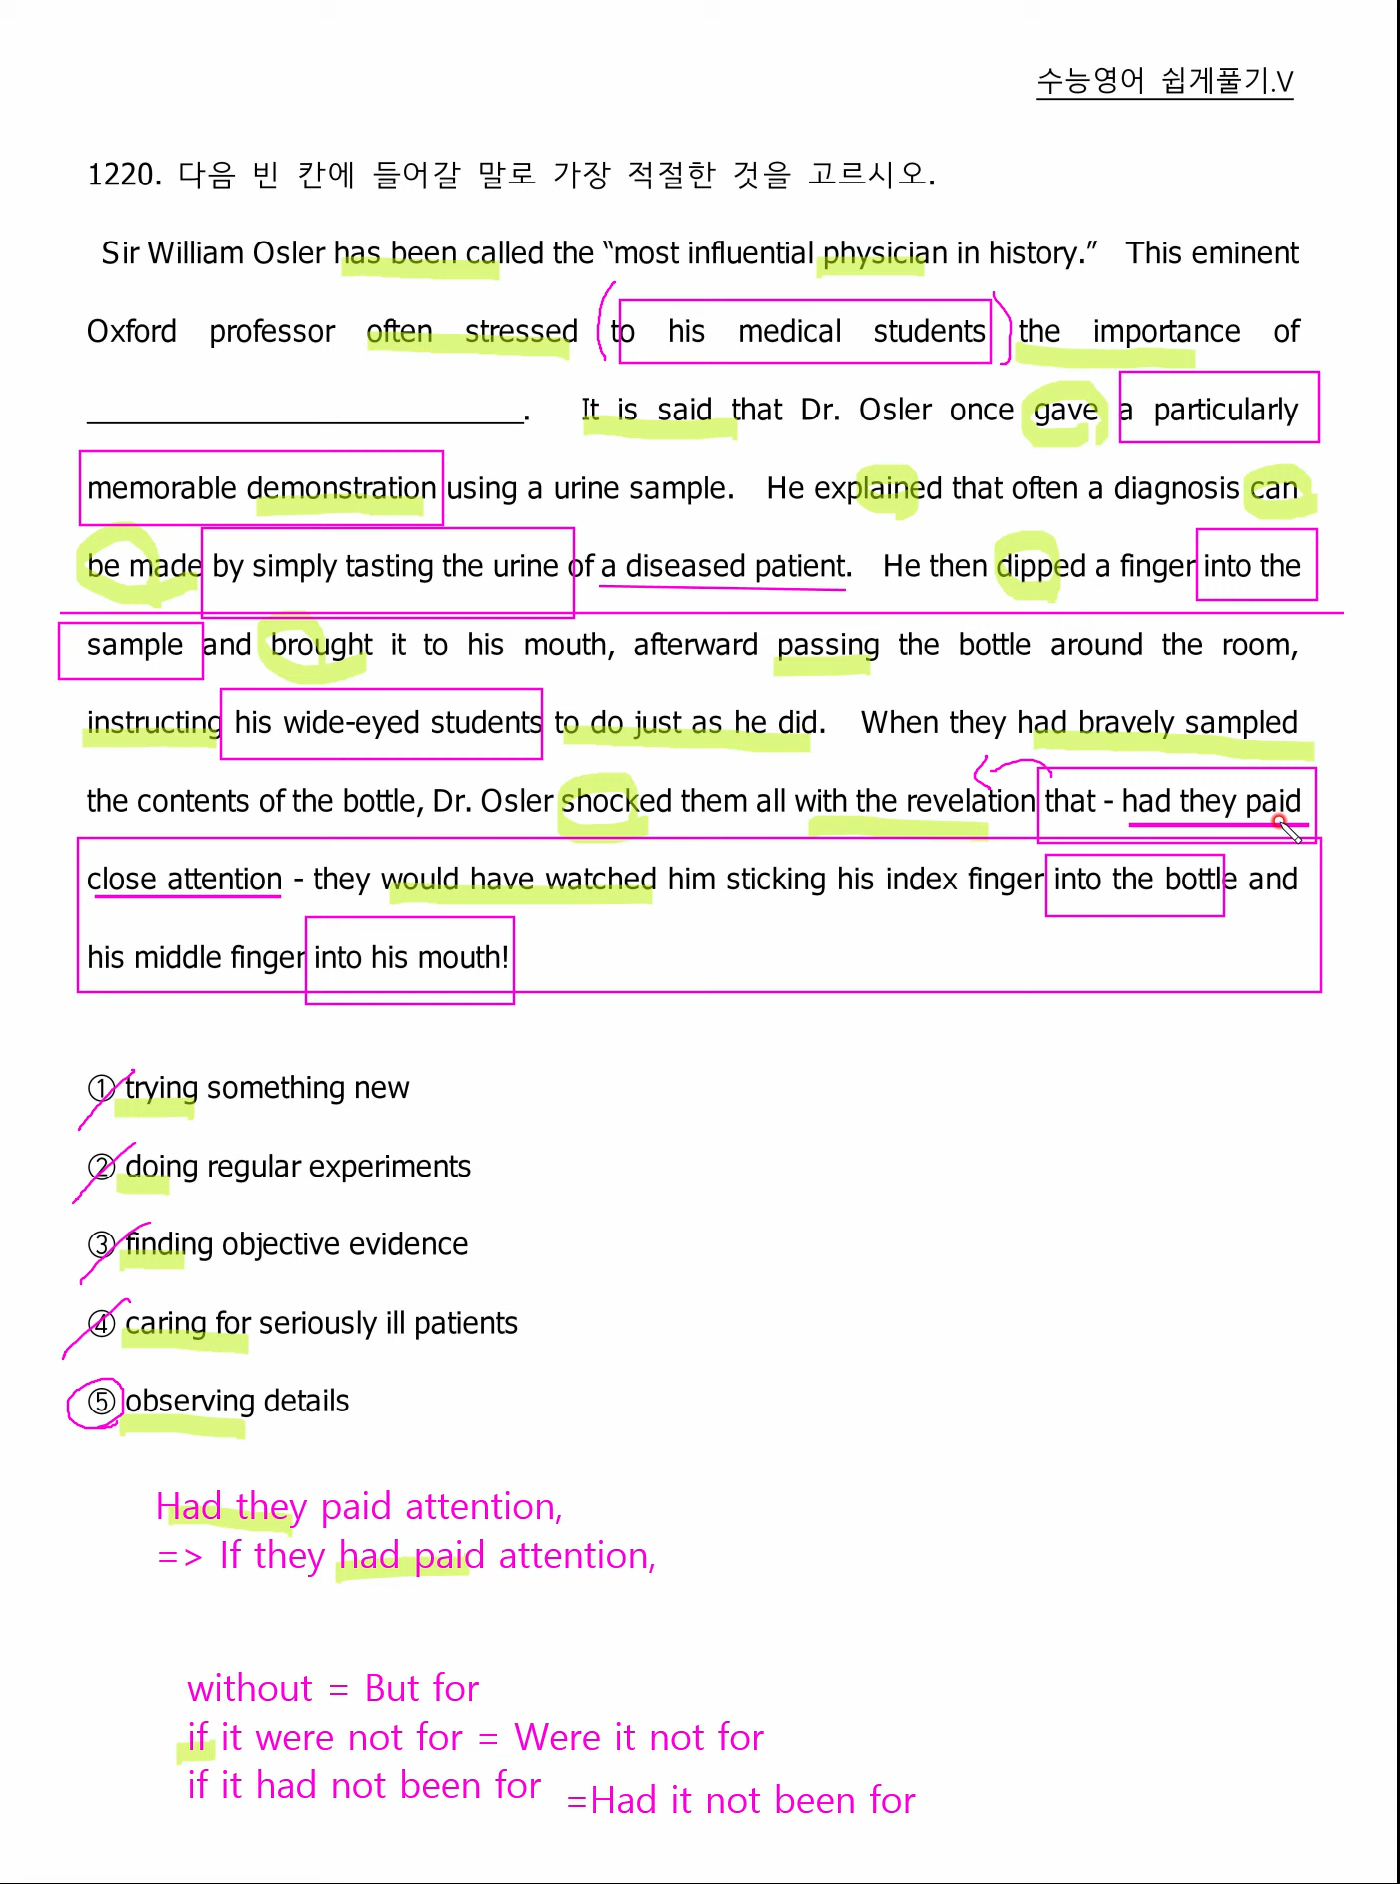 수능영어 쉽게풀기.V
1220. 다음 빈 칸에 들어갈 말로 가장 적절한 것을 고르시오.
Sir William Osler has been called the “most influential physician in history.” This eminent
Oxford professor often stressed to his medical students the importance of
______________________________. It is said that Dr. Osler once gave a particularly
memorable demonstration using a urine sample. He explained that often a diagnosis can
be made by simply tasting the urine of a diseased patient. He then dipped a finger into the
sample and brought it to his mouth, afterward passing the bottle around the room,
instructing his wide-eyed students to do just as he did. When they had bravely sampled
the contents of the bottle, Dr. Osler shocked them all with the revelation that - had they paid
close attention - they would have watched him sticking his index finger into the bottle and
his middle finger into his mouth!
① trying something new
② doing regular experiments
③ finding objective evidence
④ caring for seriously ill patients
⑤ observing details
Had they paid attention,
=> If they had paid attention,
without = But for
if it were not for = Were it not for
if it had not been for =Had it not been for